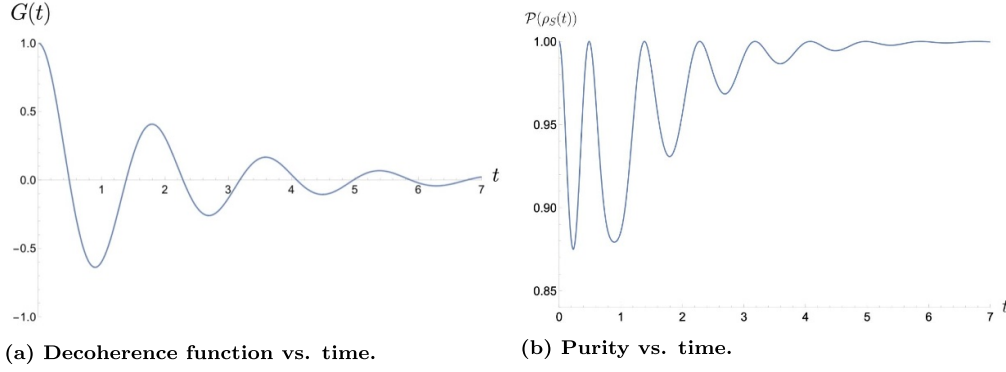 G(t)
1.0
0.5
0.0
−0.5
−1.0
1 2 3 4 5 6 7 t
(a) Decoherence function vs. time.
𝒫(ρ_S(t))
1.00
0.95
0.90
0.85
0 1 2 3 4 5 6 7 t
(b) Purity vs. time.